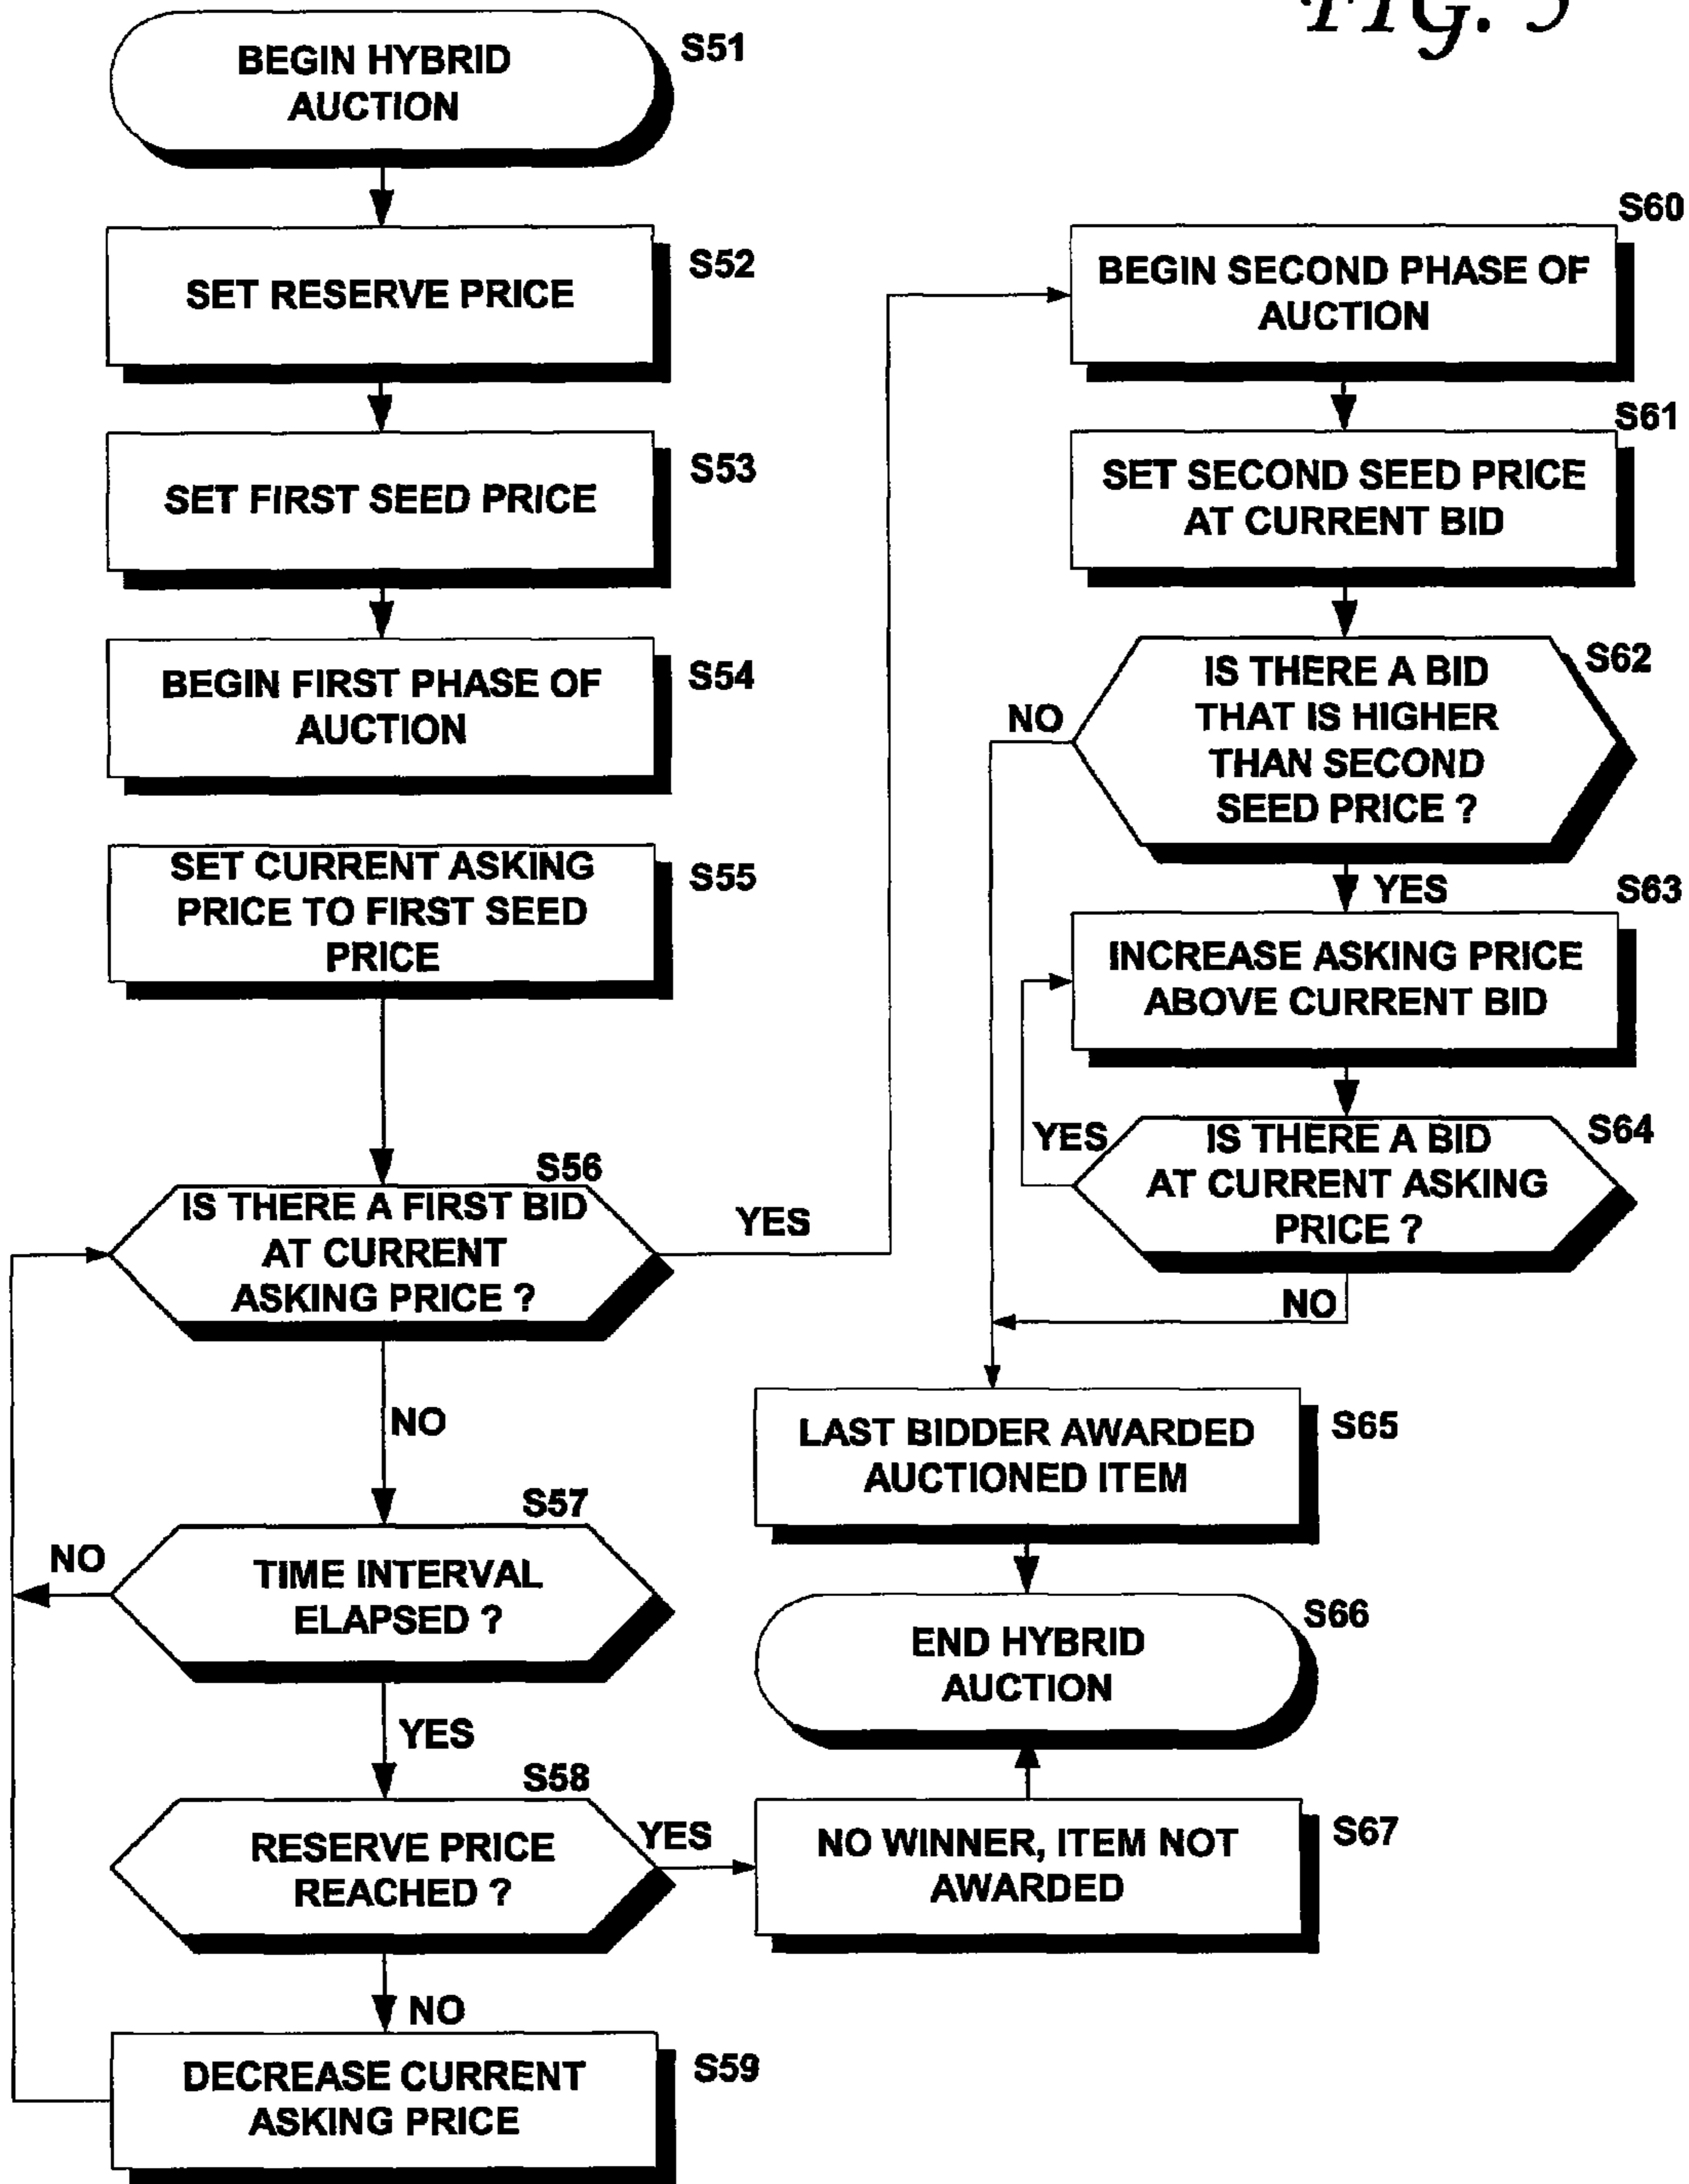 FIG. 5
BEGIN HYBRID
AUCTION
S51
SET RESERVE PRICE
S52
SET FIRST SEED PRICE
S53
BEGIN FIRST PHASE OF
AUCTION
S54
SET CURRENT ASKING
PRICE TO FIRST SEED
PRICE
S55
S56
IS THERE A FIRST BID
AT CURRENT
ASKING PRICE ?
YES
NO
S57
TIME INTERVAL
ELAPSED ?
NO
YES
S58
RESERVE PRICE
REACHED ?
YES
NO
DECREASE CURRENT
ASKING PRICE
S59
S60
BEGIN SECOND PHASE OF
AUCTION
S61
SET SECOND SEED PRICE
AT CURRENT BID
S62
IS THERE A BID
THAT IS HIGHER
THAN SECOND
SEED PRICE ?
NO
YES
S63
INCREASE ASKING PRICE
ABOVE CURRENT BID
S64
IS THERE A BID
AT CURRENT ASKING
PRICE ?
YES
NO
LAST BIDDER AWARDED
AUCTIONED ITEM
S65
END HYBRID
AUCTION
S66
NO WINNER, ITEM NOT
AWARDED
S67